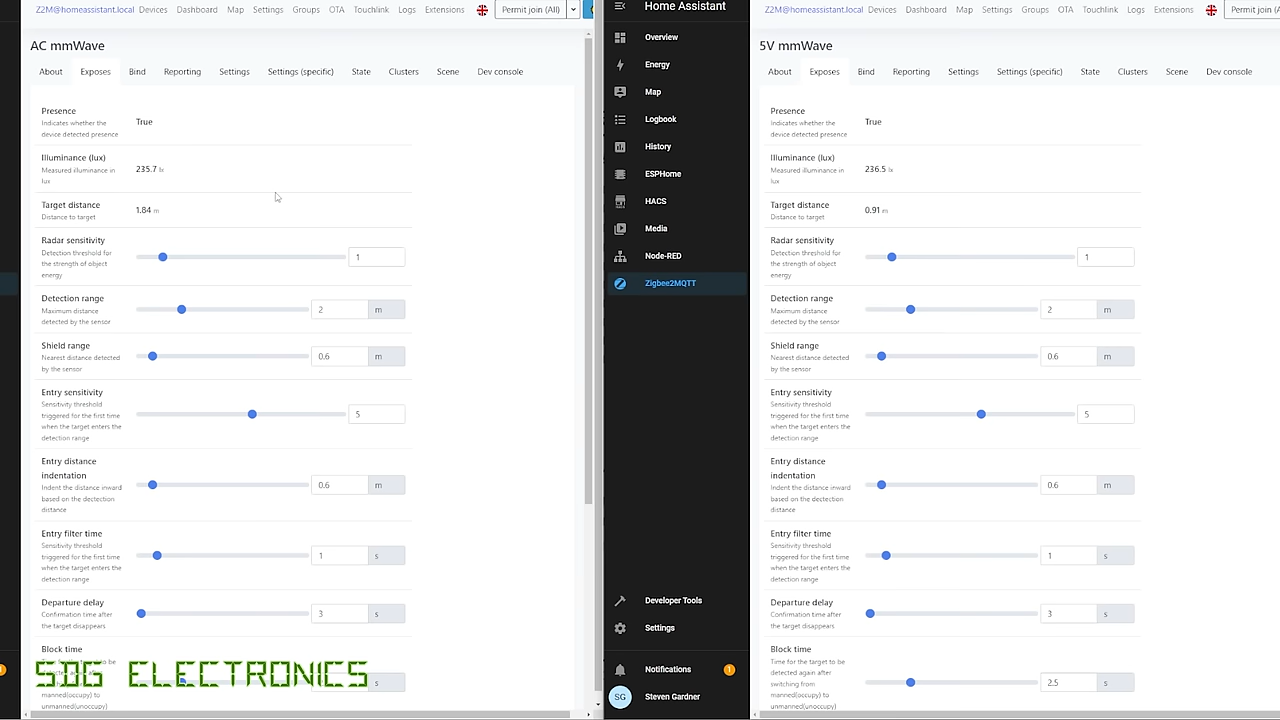 Z2M@homeassistant.local Devices Dashboard Map Settings Groups OTA Touchlink Logs Extensions Permit join (All)
AC mmWave
About Exposes Bind Reporting Settings Settings (specific) State Clusters Scene Dev console
Presence
Indicates whether the
device detected presence
True
Illuminance (lux)
Measured illuminance in
lux
235.7 lx
Target distance
Distance to target
1.84 m
Radar sensitivity
Detection threshold for
the strength of object
energy
1
Detection range
Maximum distance
detected by the sensor
2 m
Shield range
Nearest distance detected
by the sensor
0.6 m
Entry sensitivity
Sensitivity threshold
triggered for the first time
when the target enters the
detection range
5
Entry distance
indentation
Indent the distance inward
based on the dectection
distance
0.6 m
Entry filter time
Sensitivity threshold
triggered for the first time
when the target enters the
detection range
1 s
Departure delay
Confirmation time after
the target disappears
3 s
Block time
manned(occupy) to
unmanned(unoccupy)
s
SDG ELECTRONICS
Home Assistant
Overview
Energy
Map
Logbook
History
ESPHome
HACS
Media
Node-RED
Zigbee2MQTT
Developer Tools
Settings
Notifications 1
SG Steven Gardner
Z2M@homeassistant.local Devices Dashboard Map Settings Groups OTA Touchlink Logs Extensions Permit join (
5V mmWave
About Exposes Bind Reporting Settings Settings (specific) State Clusters Scene Dev console
Presence
Indicates whether the
device detected presence
True
Illuminance (lux)
Measured illuminance in
lux
236.5 lx
Target distance
Distance to target
0.91 m
Radar sensitivity
Detection threshold for
the strength of object
energy
1
Detection range
Maximum distance
detected by the sensor
2 m
Shield range
Nearest distance detected
by the sensor
0.6 m
Entry sensitivity
Sensitivity threshold
triggered for the first time
when the target enters the
detection range
5
Entry distance
indentation
Indent the distance inward
based on the dectection
distance
0.6 m
Entry filter time
Sensitivity threshold
triggered for the first time
when the target enters the
detection range
1 s
Departure delay
Confirmation time after
the target disappears
3 s
Block time
Time for the target to be
detected again after
switching from
manned(occupy) to
unmanned(unoccupy)
2.5 s